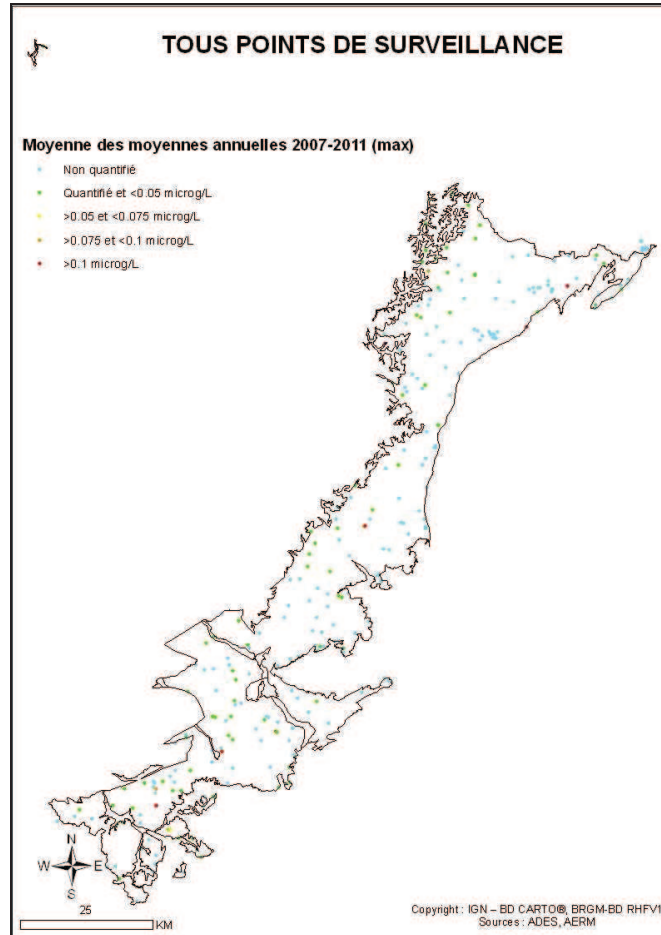 TOUS POINTS DE SURVEILLANCE
Moyenne des moyennes annuelles 2007-2011 (max)
Non quantifié
Quantifié et <0.05 microg/L
>0.05 et <0.075 microg/L
>0.075 et <0.1 microg/L
>0.1 microg/L
N
W E
S
25
KM
Copyright : IGN – BD CARTO®, BRGM-BD RHFV1
Sources : ADES, AERM